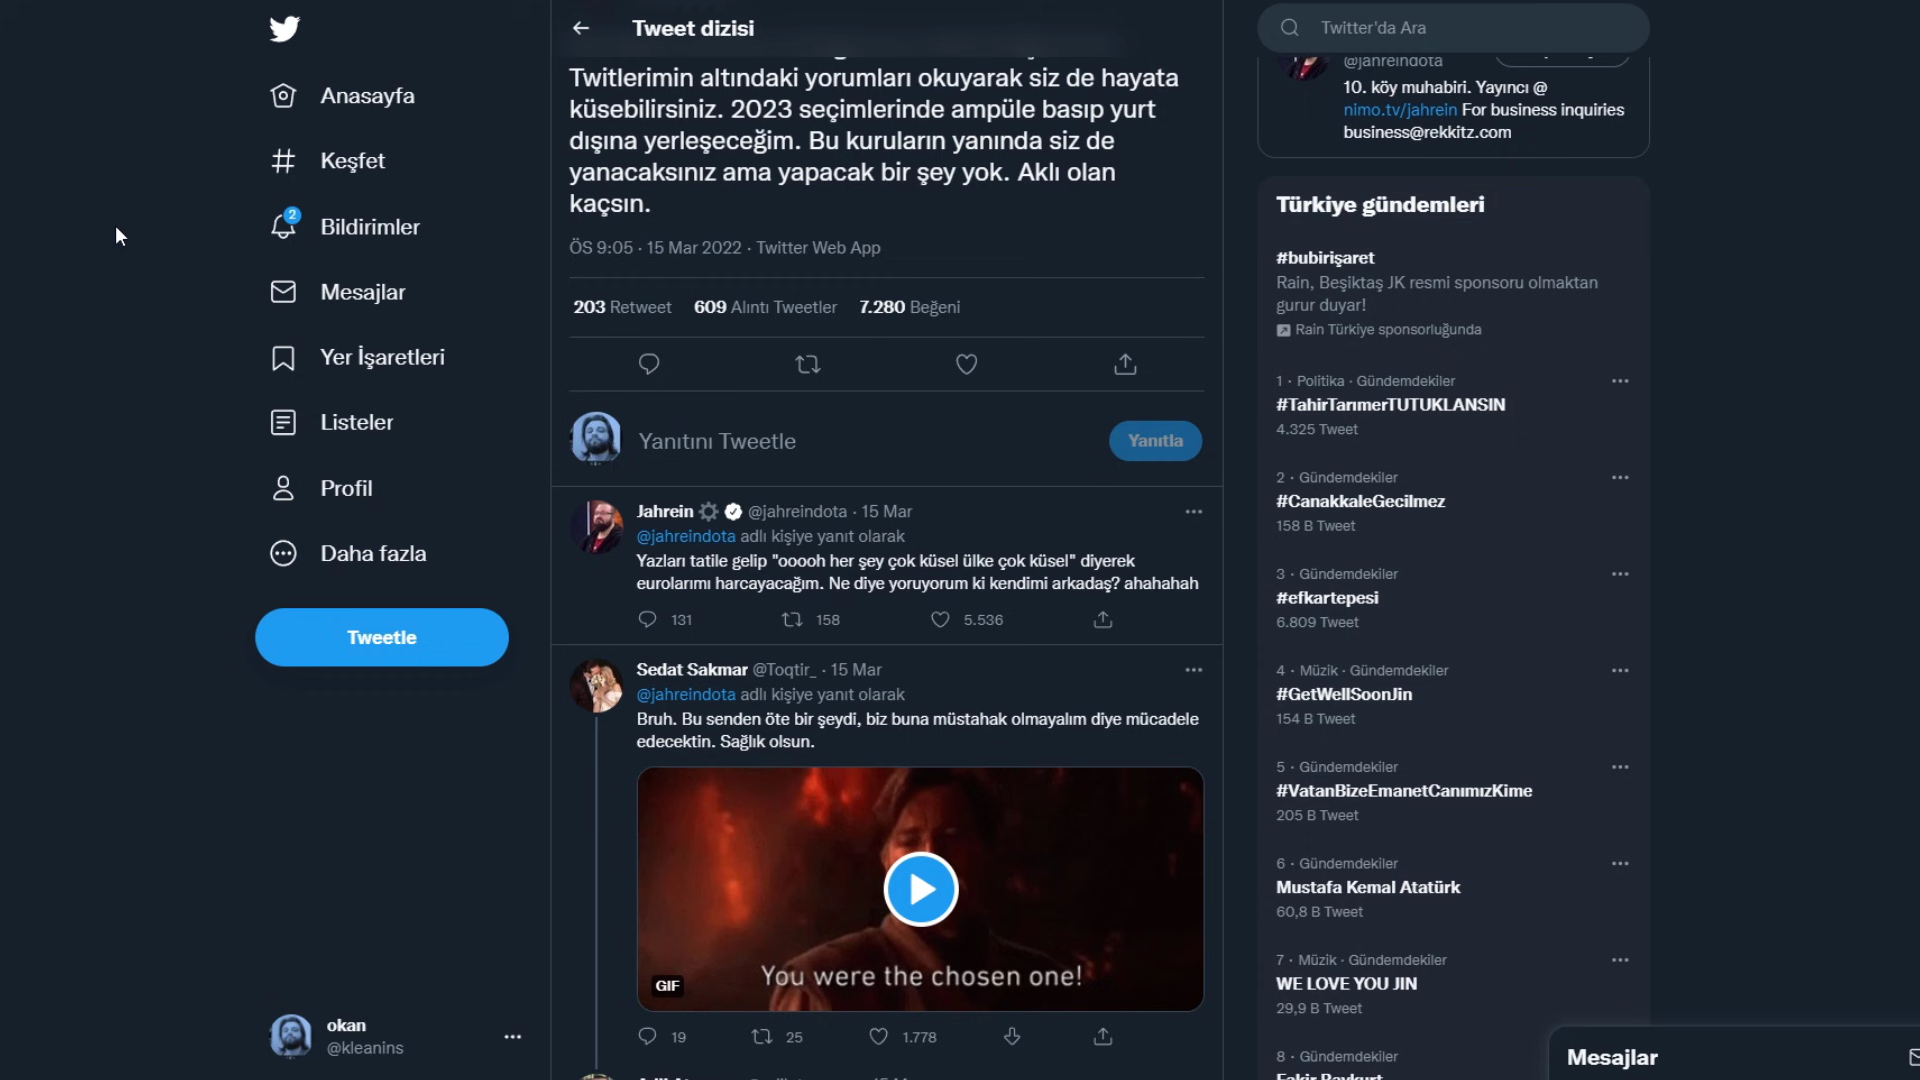 Anasayfa
Keşfet
2
Bildirimler
Mesajlar
Yer İşaretleri
Listeler
Profil
Daha fazla
Tweetle
okan
@kleanins
Tweet dizisi
Twitlerimin altındaki yorumları okuyarak siz de hayata
küsebilirsiniz. 2023 seçimlerinde ampüle basıp yurt
dışına yerleşeceğim. Bu kuruların yanında siz de
yanacaksınız ama yapacak bir şey yok. Aklı olan
kaçsın.
ÖS 9:05 · 15 Mar 2022 · Twitter Web App
203 Retweet 609 Alıntı Tweetler 7.280 Beğeni
Yanıtını Tweetle
Yanıtla
Jahrein @jahreindota · 15 Mar
@jahreindota adlı kişiye yanıt olarak
Yazları tatile gelip "ooooh her şey çok küsel ülke çok küsel" diyerek
eurolarımı harcayacağım. Ne diye yoruyorum ki kendimi arkadaş? ahahahah
131 158 5.536
Sedat Sakmar @Toqtir_ · 15 Mar
@jahreindota adlı kişiye yanıt olarak
Bruh. Bu senden öte bir şeydi, biz buna müstahak olmayalım diye mücadele
edecektin. Sağlık olsun.
You were the chosen one!
GIF
19 25 1.778
Twitter'da Ara
@jahreindota
10. köy muhabiri. Yayıncı @
nimo.tv/jahrein For business inquiries
business@rekkitz.com
Türkiye gündemleri
#bubirişaret
Rain, Beşiktaş JK resmi sponsoru olmaktan
gurur duyar!
Rain Türkiye sponsorluğunda
1 · Politika · Gündemdekiler
#TahirTarımerTUTUKLANSIN
4.325 Tweet
2 · Gündemdekiler
#CanakkaleGecilmez
158 B Tweet
3 · Gündemdekiler
#efkartepesi
6.809 Tweet
4 · Müzik · Gündemdekiler
#GetWellSoonJin
154 B Tweet
5 · Gündemdekiler
#VatanBizeEmanetCanımızKime
205 B Tweet
6 · Gündemdekiler
Mustafa Kemal Atatürk
60,8 B Tweet
7 · Müzik · Gündemdekiler
WE LOVE YOU JIN
29,9 B Tweet
8 · Gündemdekiler
Fakir Baykurt
Mesajlar